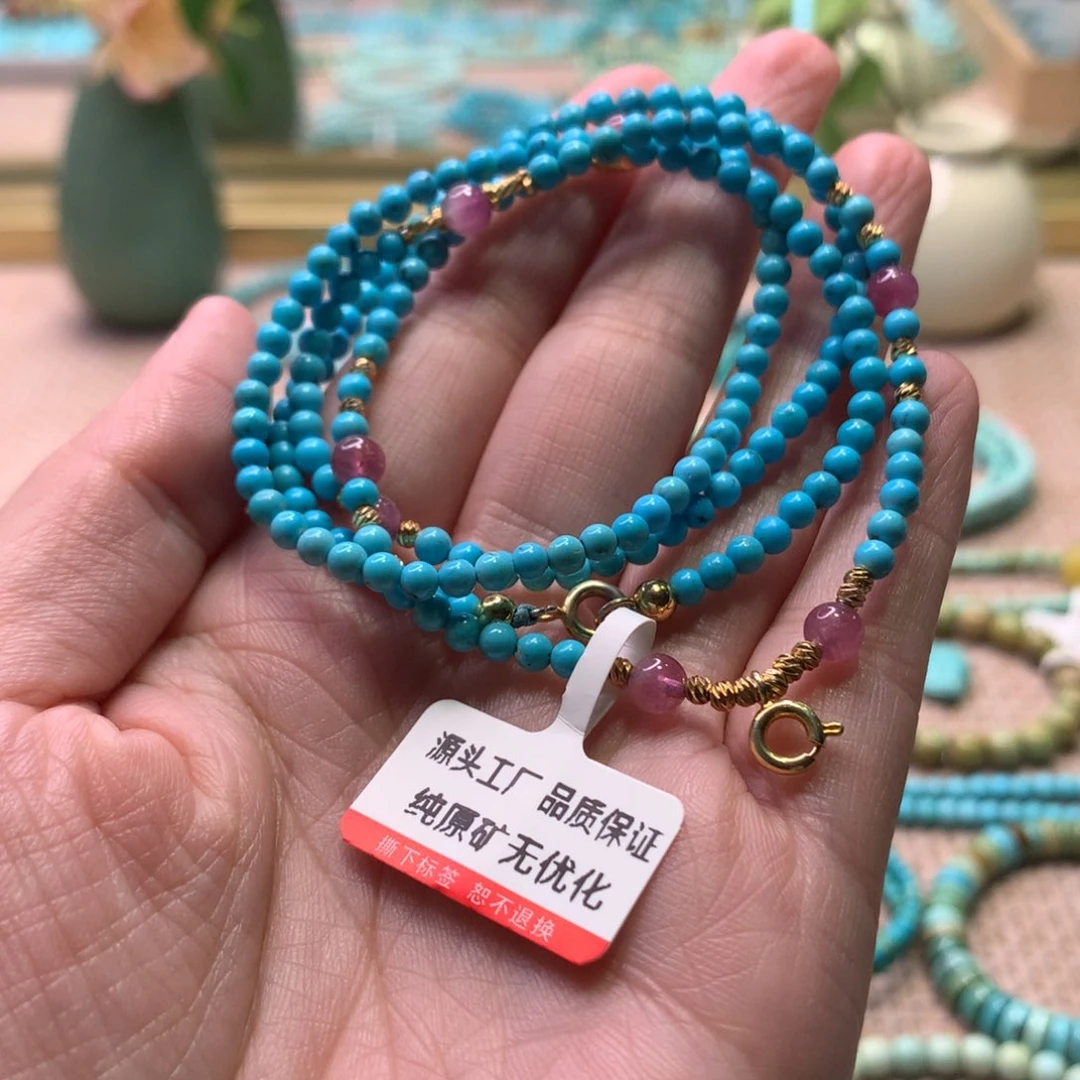 源头工厂 品质保证
纯原矿无优化
撕下标签 恕不退换